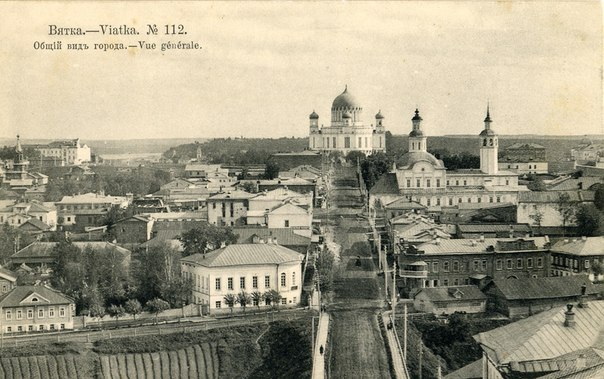 Вятка.—Viatka. № 112.
Общій видъ города.—Vue générale.